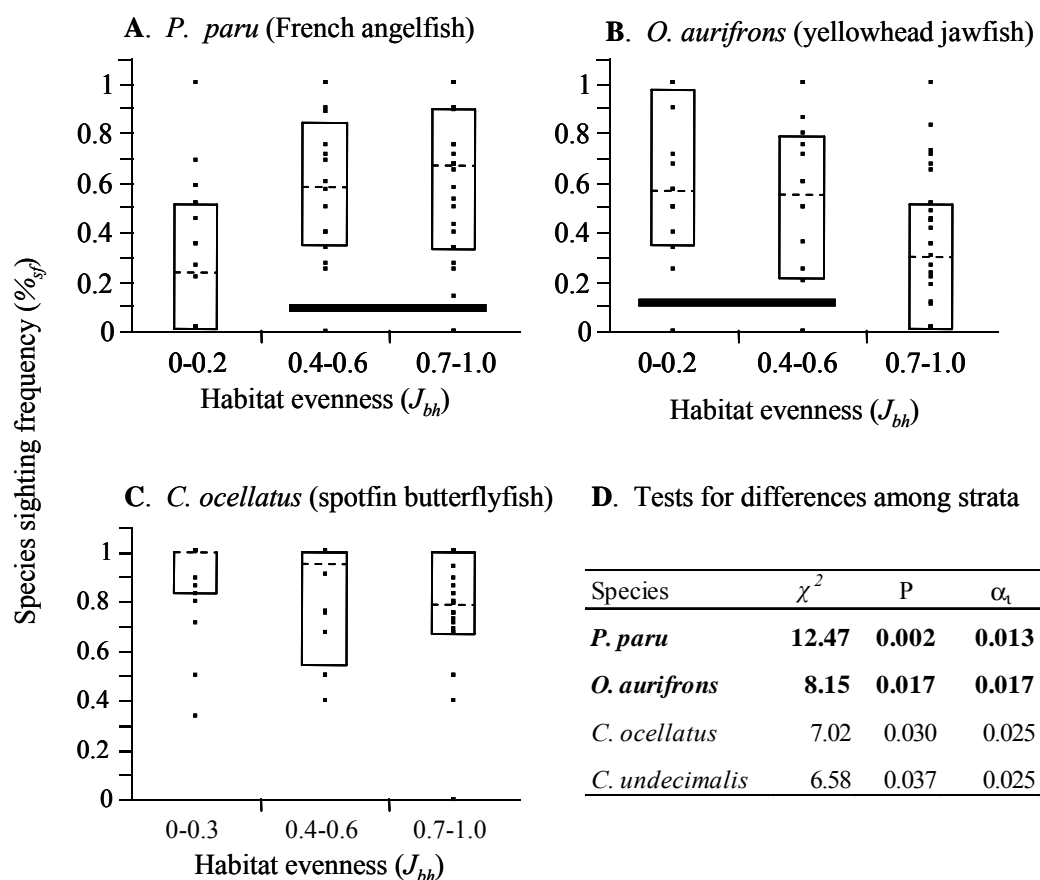 A. P. paru (French angelfish)
B. O. aurifrons (yellowhead jawfish)
Species sighting frequency (%sf)
1
0.8
0.6
0.4
0.2
0
0-0.2 0.4-0.6 0.7-1.0
Habitat evenness (Jbh)
1
0.8
0.6
0.4
0.2
0
0-0.2 0.4-0.6 0.7-1.0
Habitat evenness (Jbh)
C. C. ocellatus (spotfin butterflyfish)
1
0.8
0.6
0.4
0.2
0
0-0.3 0.4-0.6 0.7-1.0
Habitat evenness (Jbh)
D. Tests for differences among strata
Species χ2 P αι
P. paru 12.47 0.002 0.013
O. aurifrons 8.15 0.017 0.017
C. ocellatus 7.02 0.030 0.025
C. undecimalis 6.58 0.037 0.025